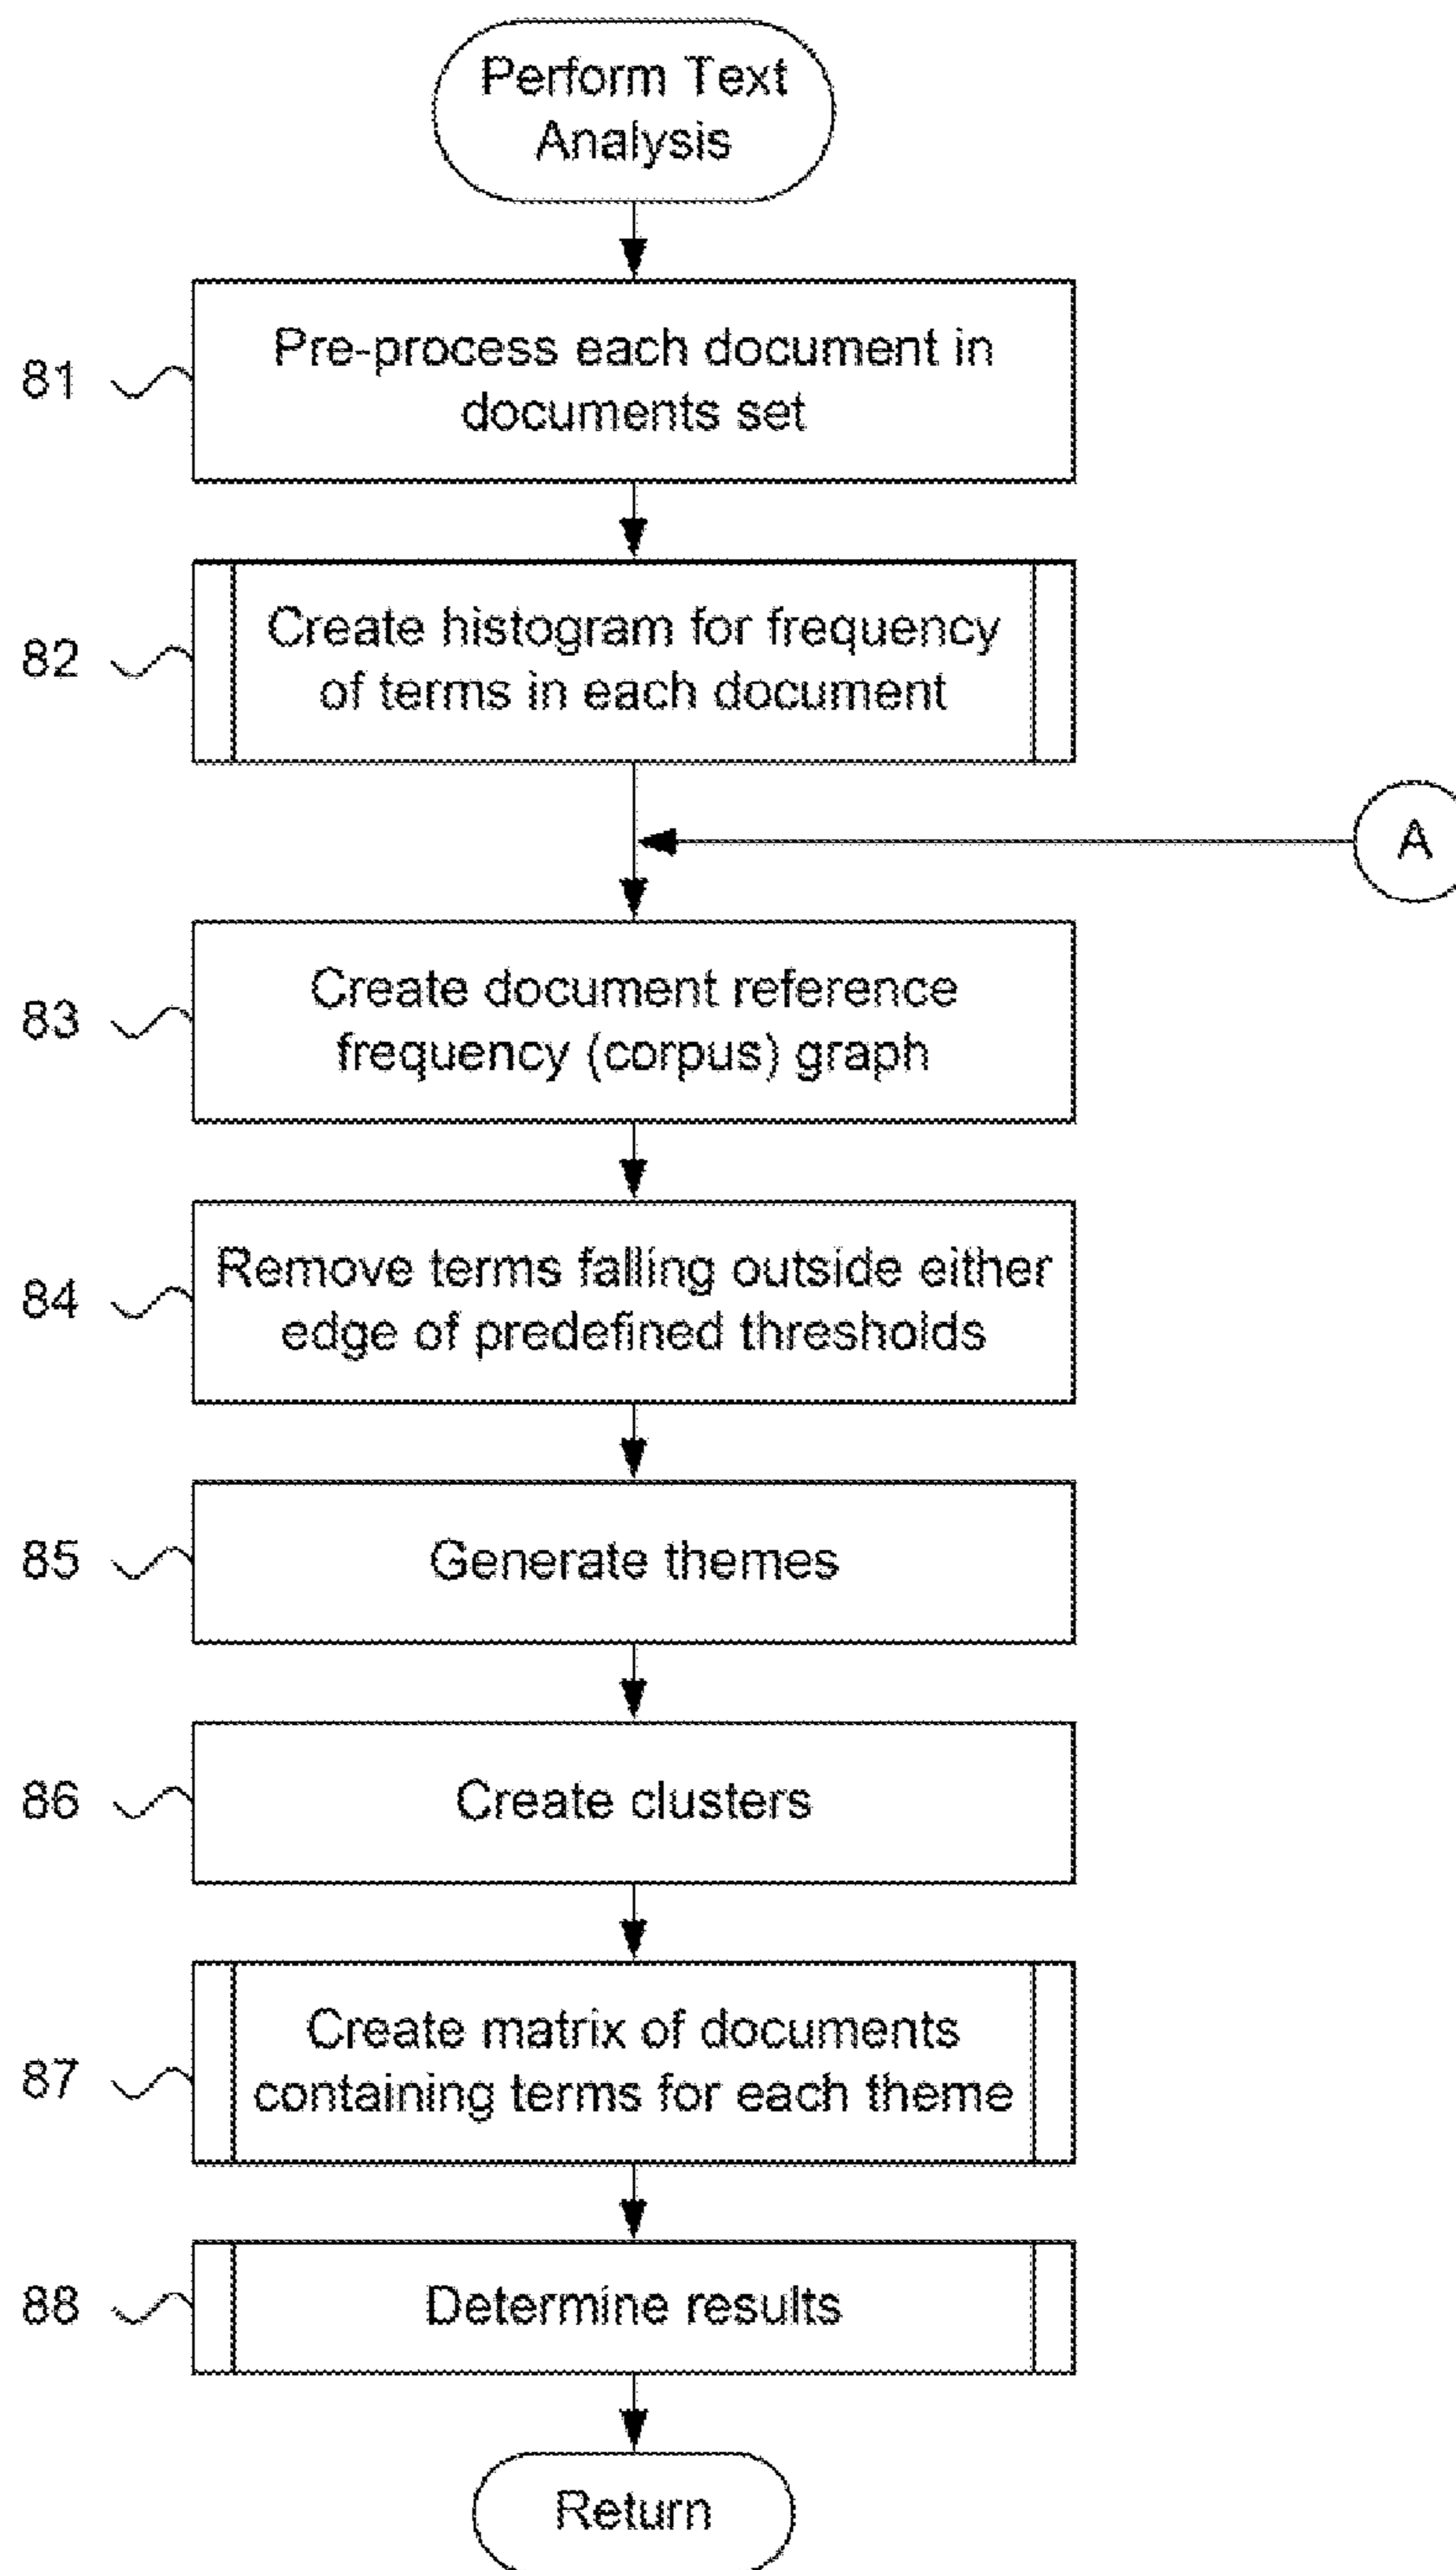 Perform Text
Analysis
81
Pre-process each document in
documents set
82
Create histogram for frequency
of terms in each document
A
83
Create document reference
frequency (corpus) graph
84
Remove terms falling outside either
edge of predefined thresholds
85
Generate themes
86
Create clusters
87
Create matrix of documents
containing terms for each theme
88
Determine results
Return